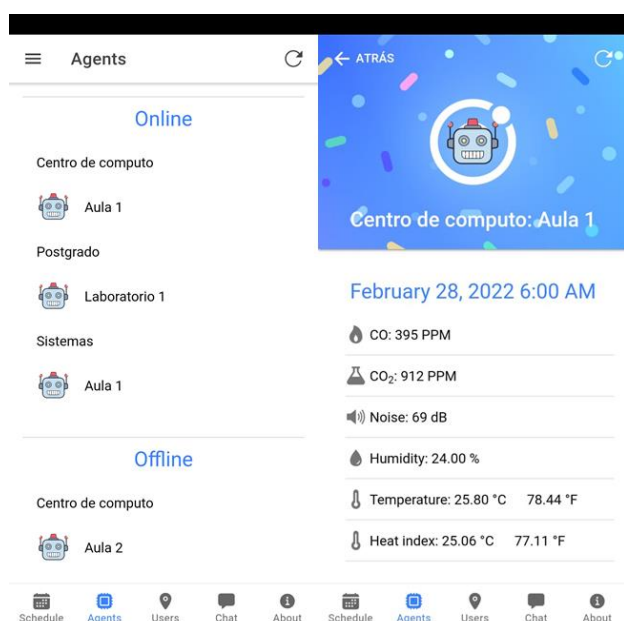 Agents
Online
Centro de computo
Aula 1
Postgrado
Laboratorio 1
Sistemas
Aula 1
Offline
Centro de computo
Aula 2
Schedule Agents Users Chat About
ATRÁS
Centro de computo: Aula 1
February 28, 2022 6:00 AM
CO: 395 PPM
CO₂: 912 PPM
Noise: 69 dB
Humidity: 24.00 %
Temperature: 25.80 °C 78.44 °F
Heat index: 25.06 °C 77.11 °F
Schedule Agents Users Chat About